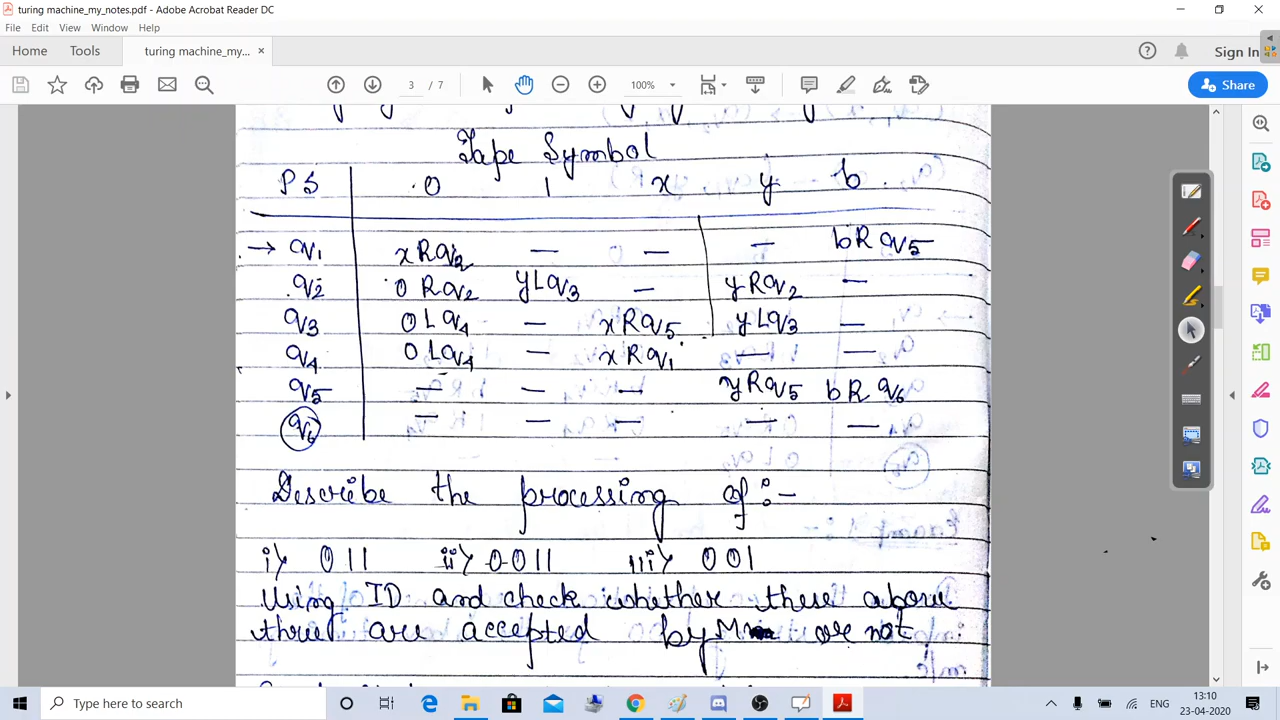 turing machine_my_notes.pdf - Adobe Acrobat Reader DC
File Edit View Window Help
Home Tools turing machine_my... × Sign In
3 / 7 100% Share
Tape Symbol
PS 0 1 x y b
→ q1 xRq2 — — — bRq5
q2 0Rq2 yLq3 — yRq2 —
q3 0Lq4 — xRq5 yLq3 —
q4 0Lq4 — xRq1 — —
q5 — — — yRq5 bRq6
q6 — — — — —
Describe the processing of :-
i> 011 ii> 0011 iii> 001
Using ID and check whether these above
three are accepted by M or not
Type here to search ENG 13:10
23-04-2020